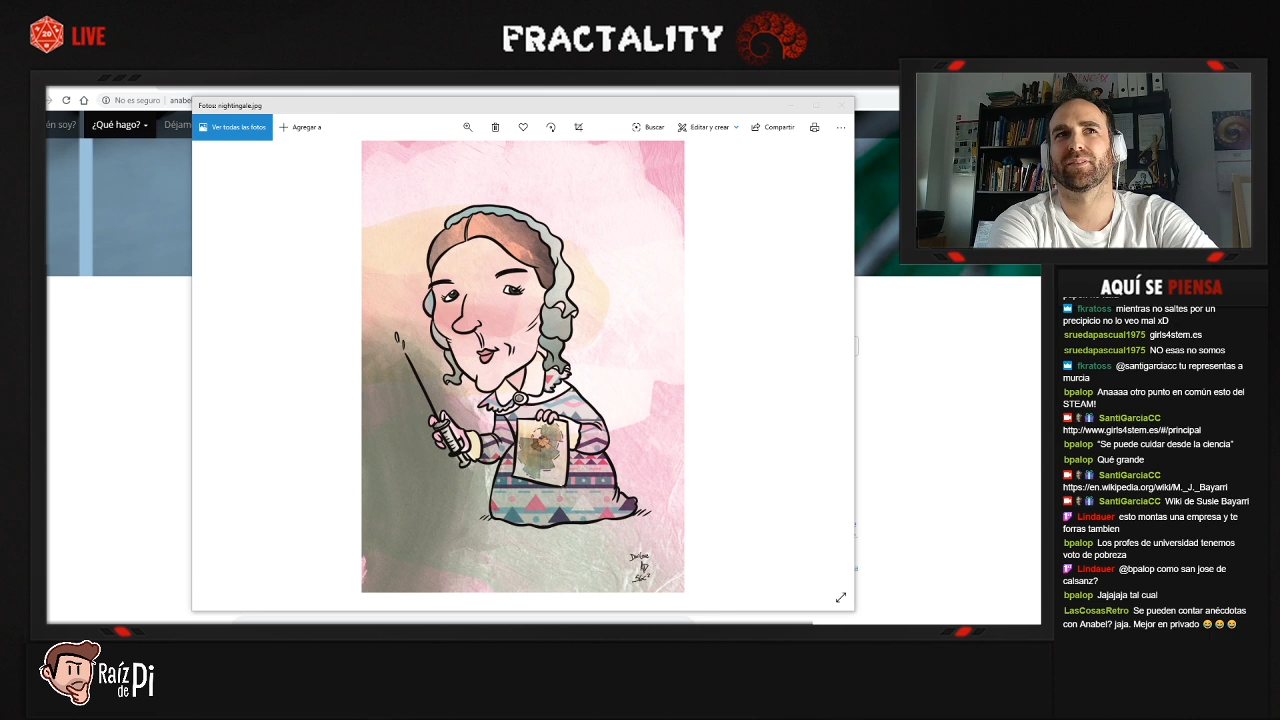 20
LIVE
FRACTALITY
No es seguro
anabe
én soy?
¿Qué hago?
Déjam
Fotos: nightingale.jpg
Ver todas las fotos
Agregar a
Buscar
Editar y crear
Compartir
AQUÍ SE PIENSA
fkratoss mientras no saltes por un
precipicio no lo veo mal xD
sruedapascual1975 girls4stem.es
sruedapascual1975 NO esas no somos
fkratoss @santigarciacc tu representas a
murcia
bpalop Anaaaa otro punto en común esto del
STEAM!
SantiGarciaCC
http://www.girls4stem.es/#/principal
bpalop "Se puede cuidar desde la ciencia"
bpalop Qué grande
SantiGarciaCC
https://en.wikipedia.org/wiki/M._J._Bayarri
SantiGarciaCC Wiki de Susie Bayarri
Lindauer esto montas una empresa y te
forras tambien
bpalop Los profes de universidad tenemos
voto de pobreza
Lindauer @bpalop como san jose de
calsanz?
bpalop Jajajaja tal cual
LasCosasRetro Se pueden contar anécdotas
con Anabel? jaja. Mejor en privado 😄 😄 😄
Raíz
de Pi